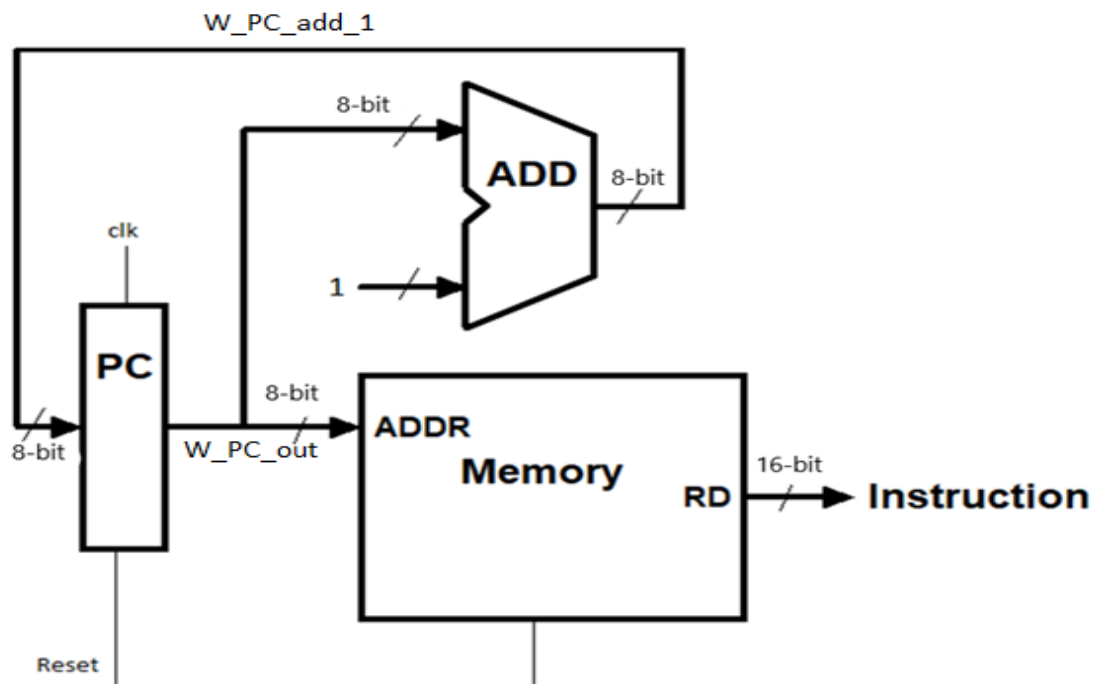 W_PC_add_1
8-bit
ADD
8-bit
clk
1
PC
8-bit
ADDR
8-bit
W_PC_out
Memory
16-bit
RD
Instruction
Reset